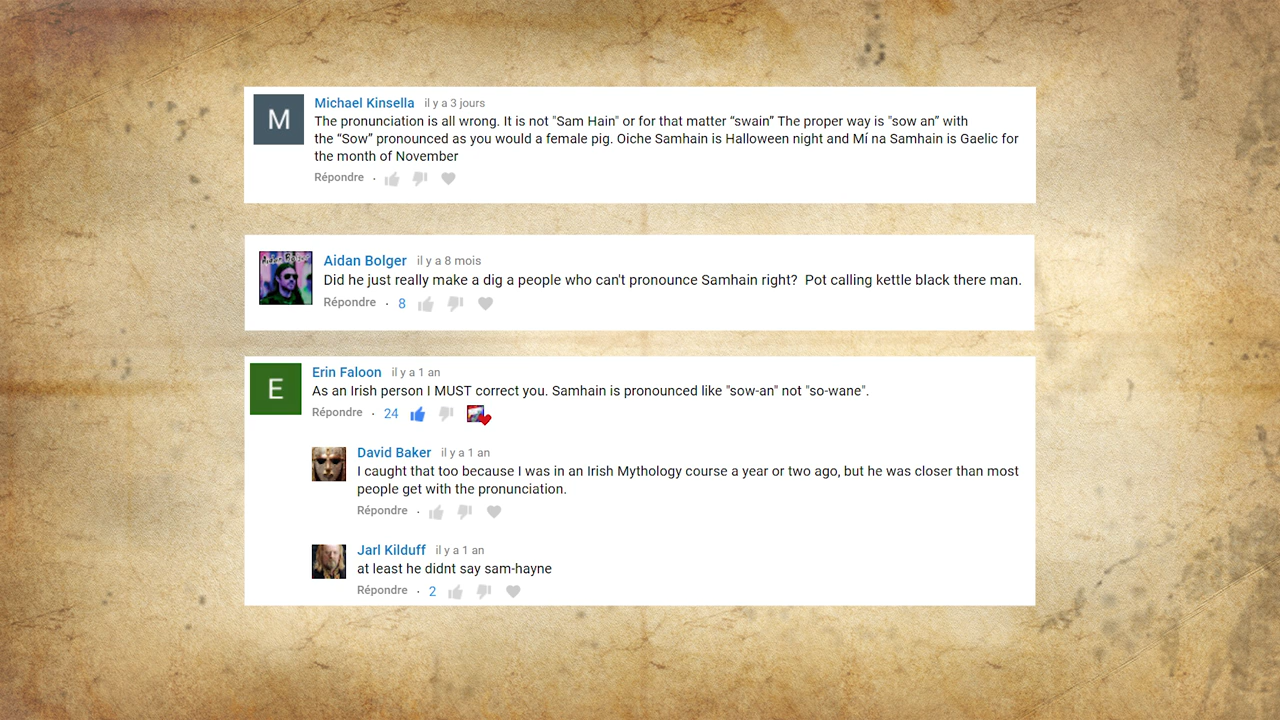 M
Michael Kinsella il y a 3 jours
The pronunciation is all wrong. It is not "Sam Hain" or for that matter “swain” The proper way is "sow an” with
the “Sow” pronounced as you would a female pig. Oiche Samhain is Halloween night and Mí na Samhain is Gaelic for
the month of November
Répondre ·
Aidan Bolger il y a 8 mois
Did he just really make a dig a people who can't pronounce Samhain right? Pot calling kettle black there man.
Répondre · 8
E
Erin Faloon il y a 1 an
As an Irish person I MUST correct you. Samhain is pronounced like "sow-an" not "so-wane".
Répondre · 24
David Baker il y a 1 an
I caught that too because I was in an Irish Mythology course a year or two ago, but he was closer than most
people get with the pronunciation.
Répondre ·
Jarl Kilduff il y a 1 an
at least he didnt say sam-hayne
Répondre · 2